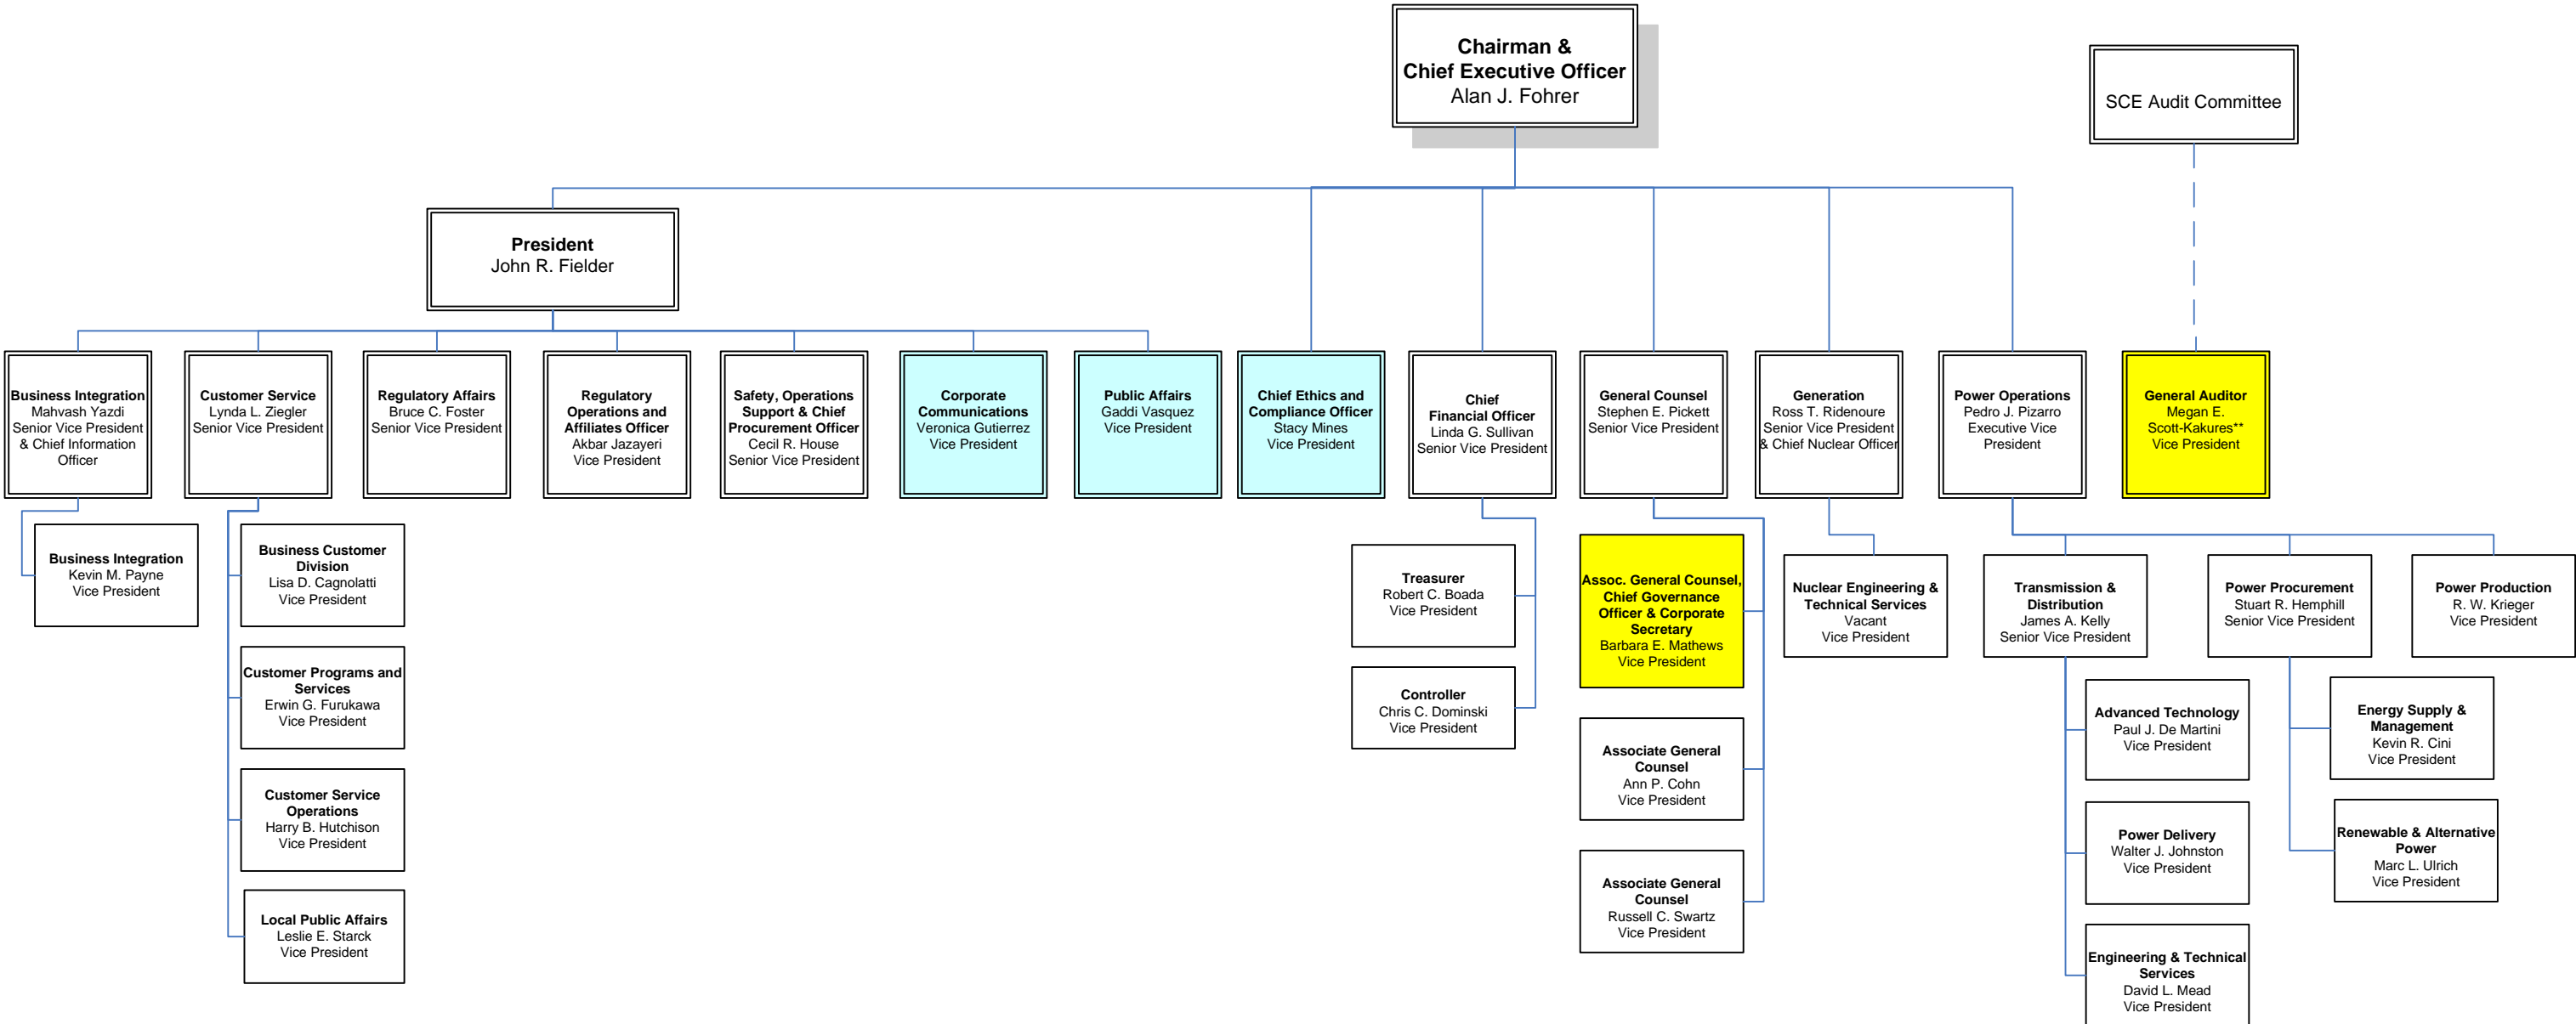 Chairman &
Chief Executive Officer
Alan J. Fohrer
SCE Audit Committee
President
John R. Fielder
Business Integration
Mahvash Yazdi
Senior Vice President
& Chief Information
Officer
Customer Service
Lynda L. Ziegler
Senior Vice President
Regulatory Affairs
Bruce C. Foster
Senior Vice President
Regulatory
Operations and
Affiliates Officer
Akbar Jazayeri
Vice President
Safety, Operations
Support & Chief
Procurement Officer
Cecil R. House
Senior Vice President
Corporate
Communications
Veronica Gutierrez
Vice President
Public Affairs
Gaddi Vasquez
Vice President
Chief Ethics and
Compliance Officer
Stacy Mines
Vice President
Chief
Financial Officer
Linda G. Sullivan
Senior Vice President
General Counsel
Stephen E. Pickett
Senior Vice President
Generation
Ross T. Ridenoure
Senior Vice President
& Chief Nuclear Officer
Power Operations
Pedro J. Pizarro
Executive Vice
President
General Auditor
Megan E.
Scott-Kakures**
Vice President
Business Integration
Kevin M. Payne
Vice President
Business Customer
Division
Lisa D. Cagnolatti
Vice President
Customer Programs and
Services
Erwin G. Furukawa
Vice President
Customer Service
Operations
Harry B. Hutchison
Vice President
Local Public Affairs
Leslie E. Starck
Vice President
Treasurer
Robert C. Boada
Vice President
Controller
Chris C. Dominski
Vice President
Assoc. General Counsel,
Chief Governance
Officer & Corporate
Secretary
Barbara E. Mathews
Vice President
Associate General
Counsel
Ann P. Cohn
Vice President
Associate General
Counsel
Russell C. Swartz
Vice President
Nuclear Engineering &
Technical Services
Vacant
Vice President
Transmission &
Distribution
James A. Kelly
Senior Vice President
Power Procurement
Stuart R. Hemphill
Senior Vice President
Power Production
R. W. Krieger
Vice President
Advanced Technology
Paul J. De Martini
Vice President
Power Delivery
Walter J. Johnston
Vice President
Engineering & Technical
Services
David L. Mead
Vice President
Energy Supply &
Management
Kevin R. Cini
Vice President
Renewable & Alternative
Power
Marc L. Ulrich
Vice President